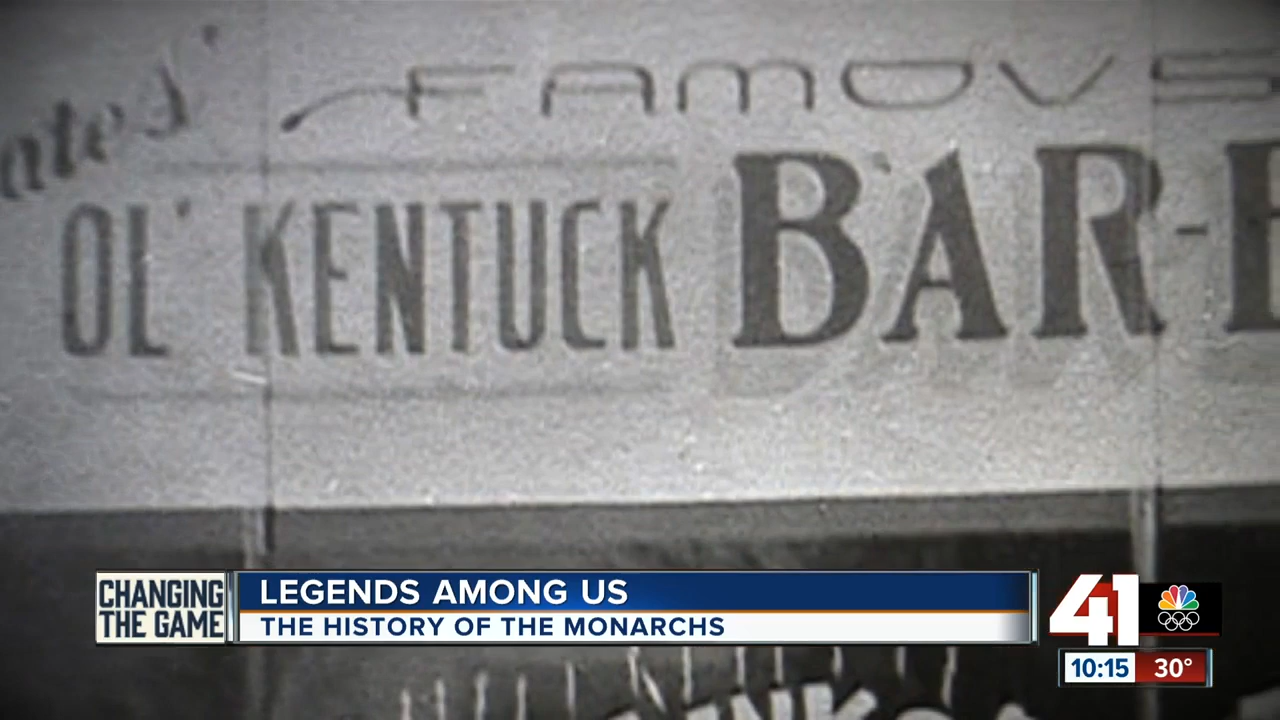 FAMOUS
OL' KENTUCK BAR-B
CHANGING
THE GAME
LEGENDS AMONG US
THE HISTORY OF THE MONARCHS
41
10:15 30°